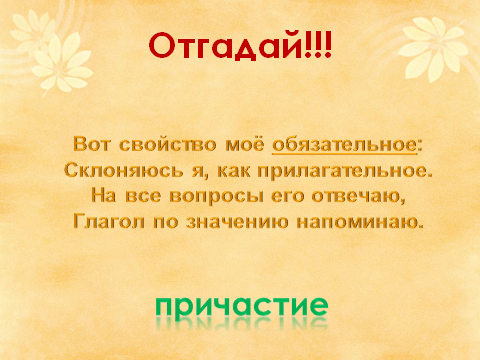 Отгадай!!!
Вот свойство моё обязательное:
Склоняюсь я, как прилагательное.
На все вопросы его отвечаю,
Глагол по значению напоминаю.
причастие